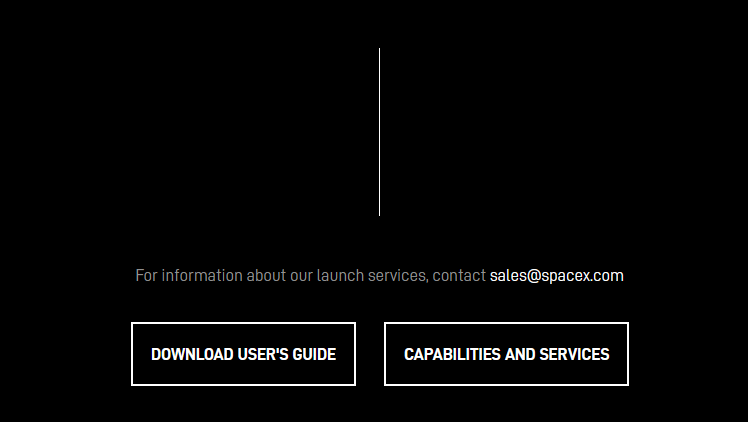 For information about our launch services, contact sales@spacex.com
DOWNLOAD USER'S GUIDE
CAPABILITIES AND SERVICES